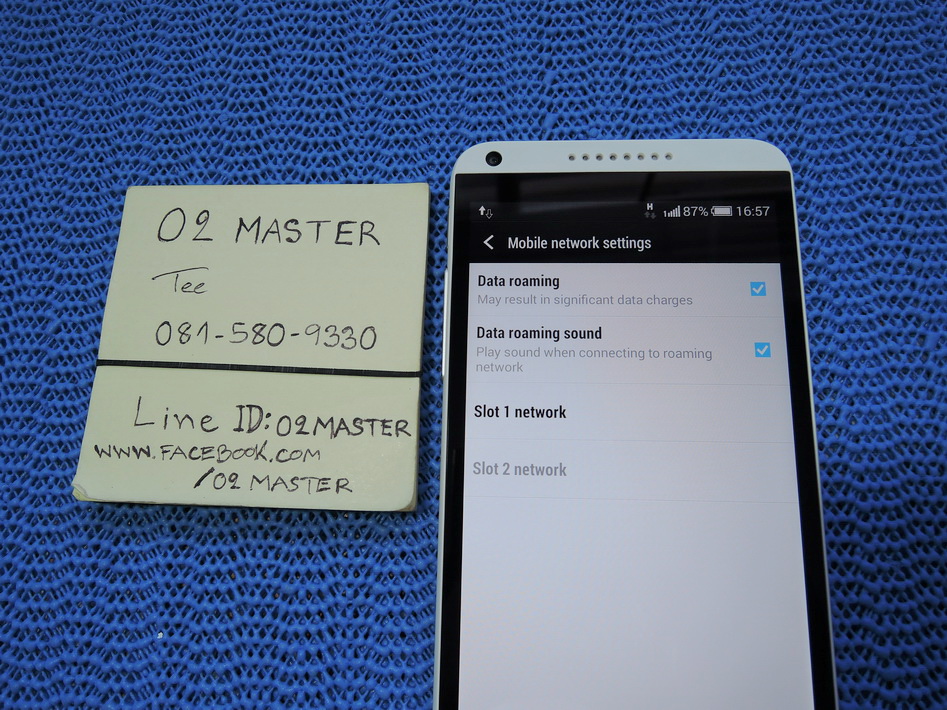 O2 MASTER
Tee
081-580-9330
Line ID: O2MASTER
WWW.FACEBOOK.COM
/O2 MASTER
H 87% 16:57
Mobile network settings
Data roaming
May result in significant data charges
Data roaming sound
Play sound when connecting to roaming
network
Slot 1 network
Slot 2 network